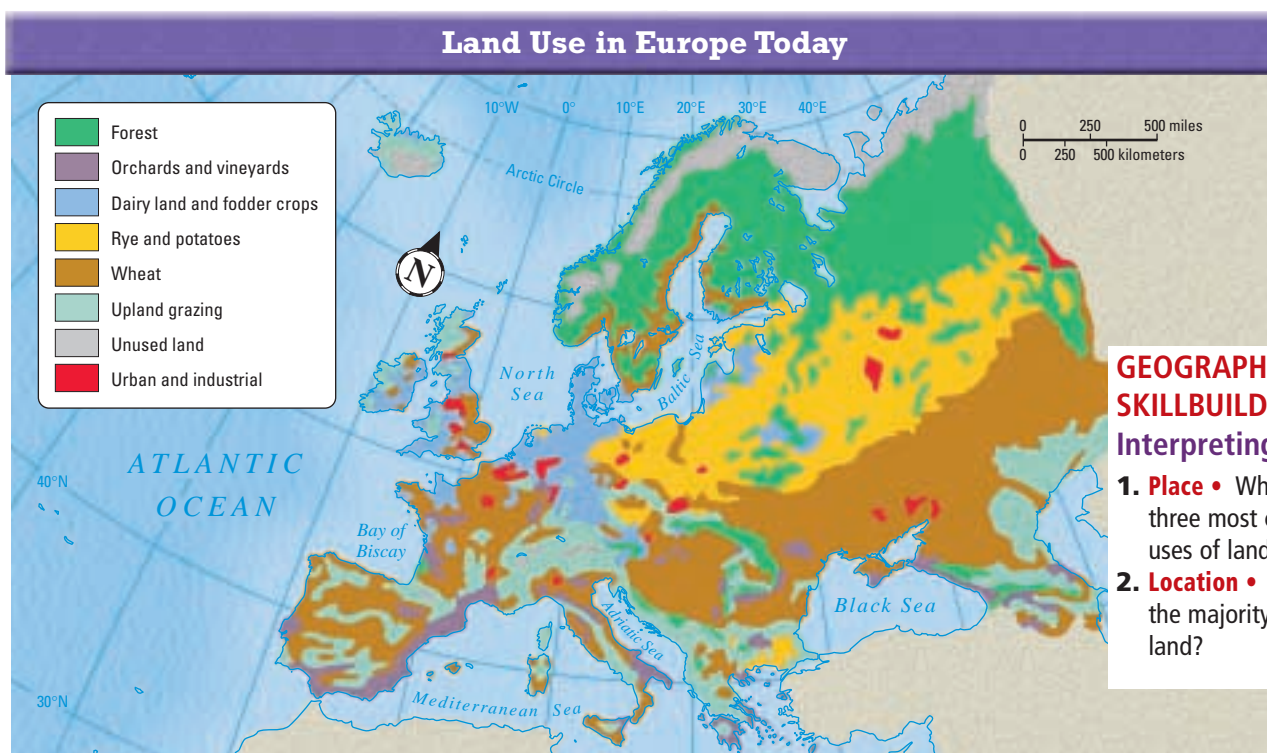 Land Use in Europe Today
Forest
Orchards and vineyards
Dairy land and fodder crops
Rye and potatoes
Wheat
Upland grazing
Unused land
Urban and industrial
10°W 0° 10°E 20°E 30°E 40°E
0 250 500 miles
0 250 500 kilometers
Arctic Circle
N
North
Sea
Baltic Sea
ATLANTIC
OCEAN
40°N
Bay of
Biscay
Black Sea
Adriatic Sea
Mediterranean Sea
30°N
GEOGRAPH
SKILLBUILD
Interpreting
1. Place • Wh
three most
uses of land
2. Location •
the majority
land?